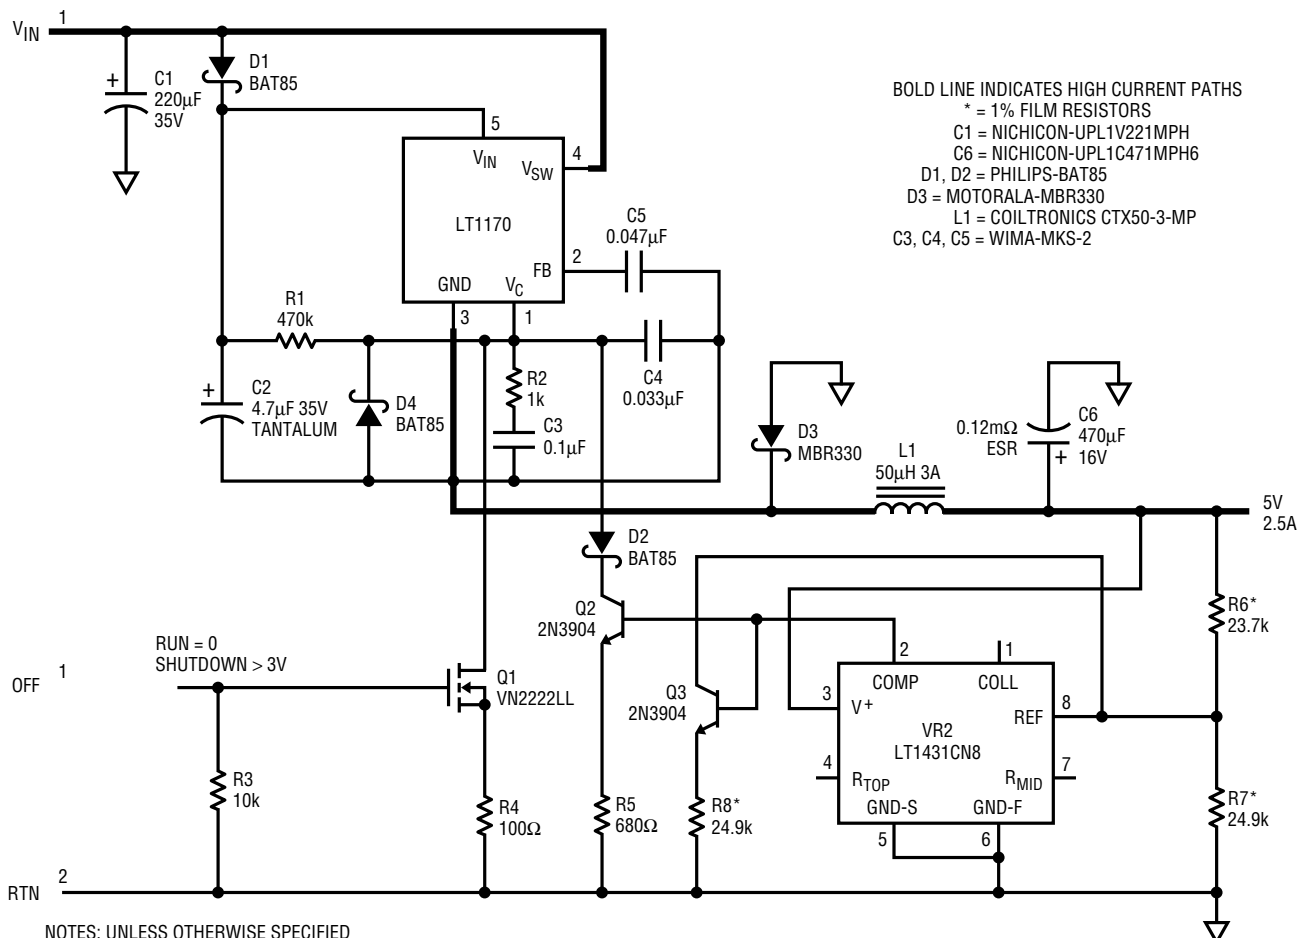 VIN
1
D1
BAT85
C1
220µF
35V
+
BOLD LINE INDICATES HIGH CURRENT PATHS
* = 1% FILM RESISTORS
C1 = NICHICON-UPL1V221MPH
C6 = NICHICON-UPL1C471MPH6
D1, D2 = PHILIPS-BAT85
D3 = MOTORALA-MBR330
L1 = COILTRONICS CTX50-3-MP
C3, C4, C5 = WIMA-MKS-2
5
VIN
VSW
4
LT1170
FB
2
GND
VC
3
1
C5
0.047µF
R1
470k
C4
0.033µF
R2
1k
C3
0.1µF
+
C2
4.7µF 35V
TANTALUM
D4
BAT85
D3
MBR330
L1
50µH 3A
0.12mΩ
ESR
+
C6
470µF
16V
5V
2.5A
D2
BAT85
Q2
2N3904
R6*
23.7k
RUN = 0
SHUTDOWN > 3V
OFF
1
Q1
VN2222LL
Q3
2N3904
2
1
COMP
COLL
3
V+
REF
8
VR2
LT1431CN8
4
RTOP
RMID
7
GND-S
GND-F
5
6
R3
10k
R4
100Ω
R5
680Ω
R8*
24.9k
R7*
24.9k
RTN
2
NOTES: UNLESS OTHERWISE SPECIFIED